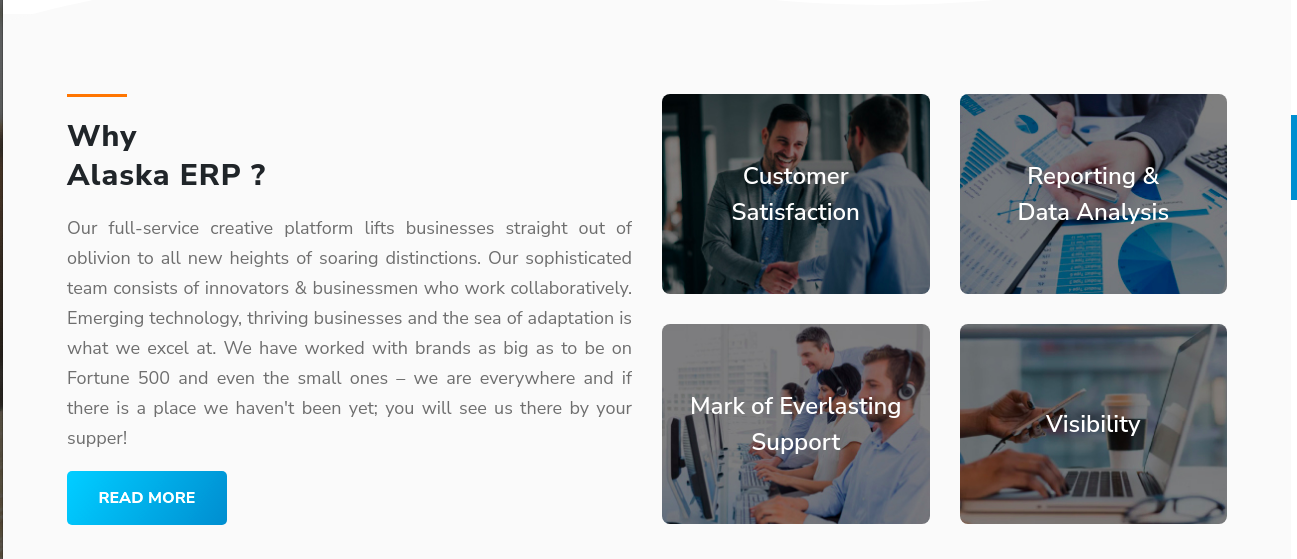 Why
Alaska ERP ?
Our full-service creative platform lifts businesses straight out of
oblivion to all new heights of soaring distinctions. Our sophisticated
team consists of innovators & businessmen who work collaboratively.
Emerging technology, thriving businesses and the sea of adaptation is
what we excel at. We have worked with brands as big as to be on
Fortune 500 and even the small ones – we are everywhere and if
there is a place we haven't been yet; you will see us there by your
supper!
READ MORE
Customer
Satisfaction
Reporting &
Data Analysis
Mark of Everlasting
Support
Visibility